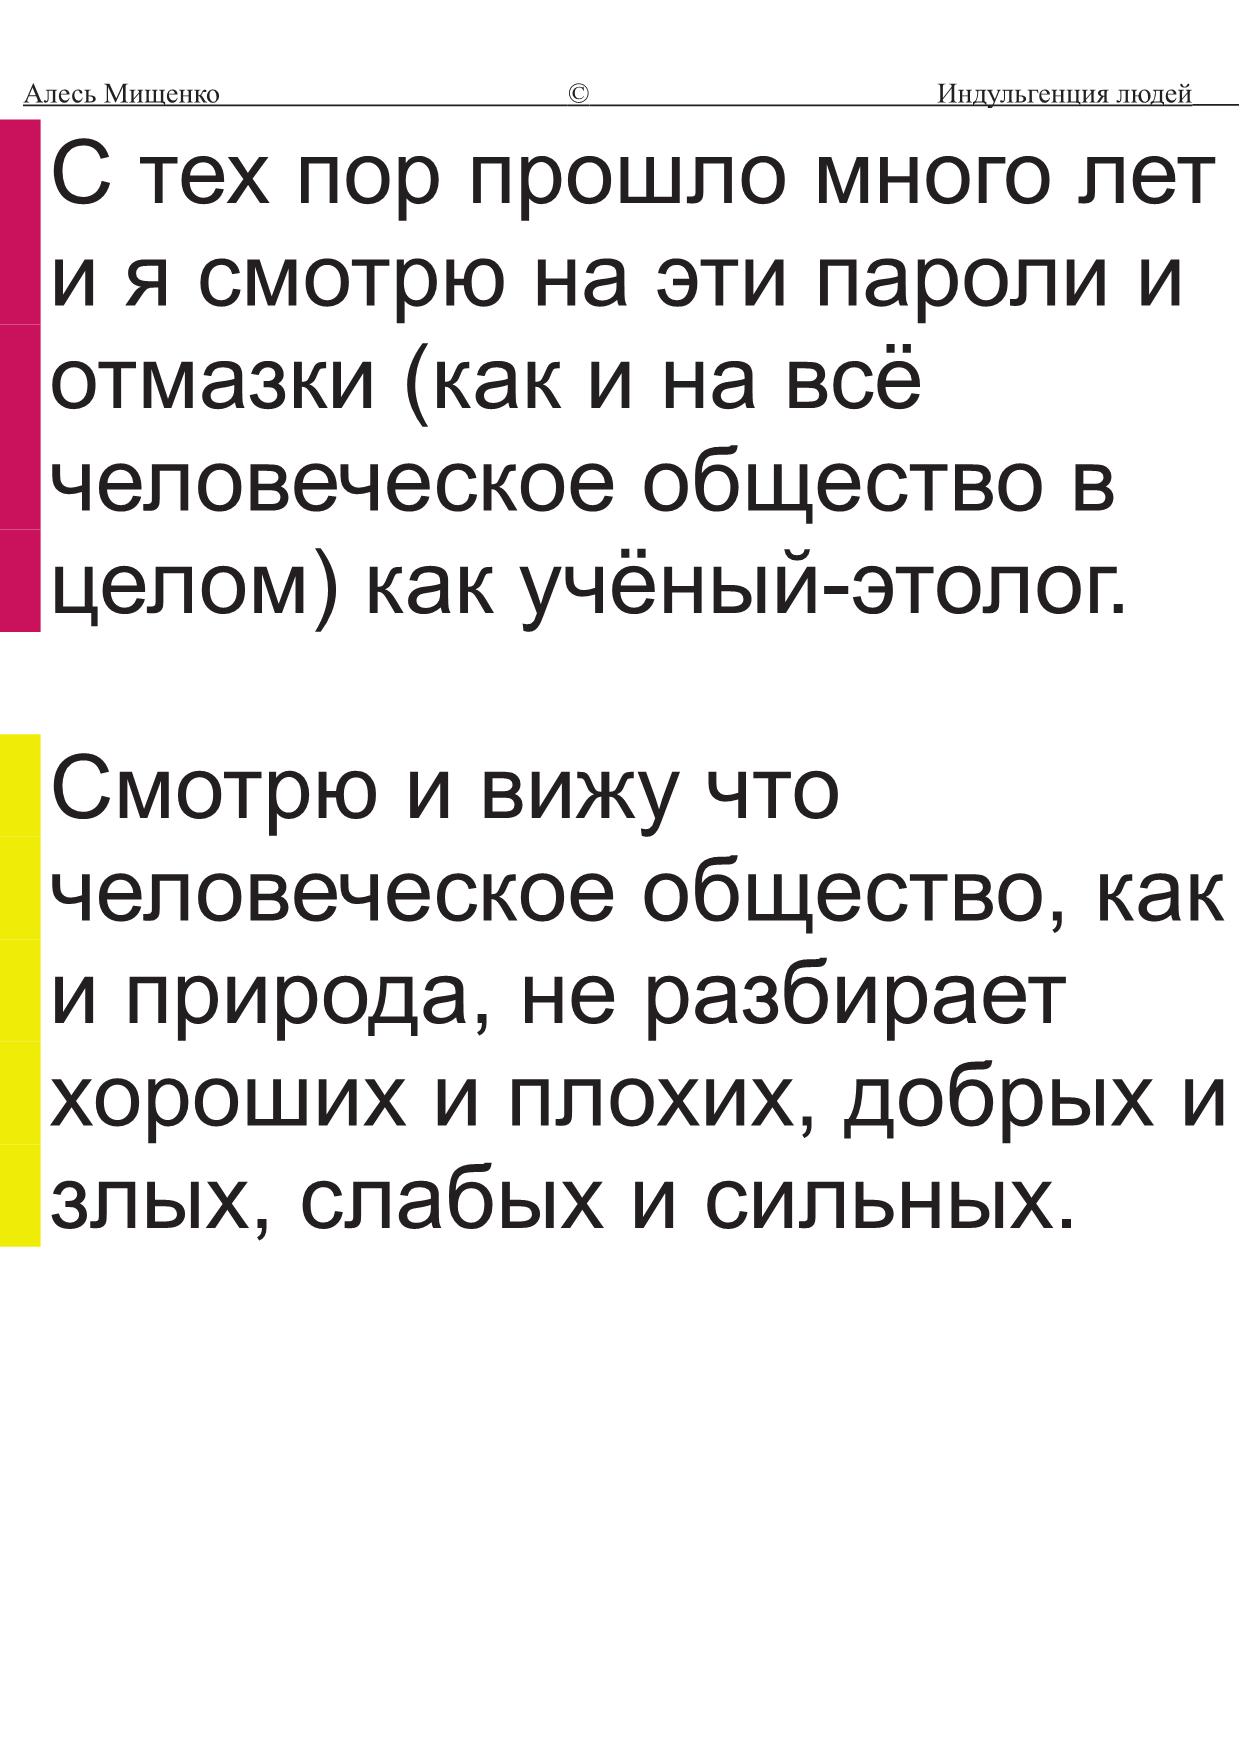 Алесь Мищенко © Индульгенция людей
С тех пор прошло много лет
и я смотрю на эти пароли и
отмазки (как и на всё
человеческое общество в
целом) как учёный-этолог.
Смотрю и вижу что
человеческое общество, как
и природа, не разбирает
хороших и плохих, добрых и
злых, слабых и сильных.